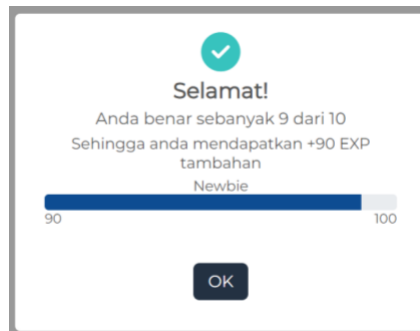 Selamat!
Anda benar sebanyak 9 dari 10
Sehingga anda mendapatkan +90 EXP
tambahan
Newbie
90 100
OK